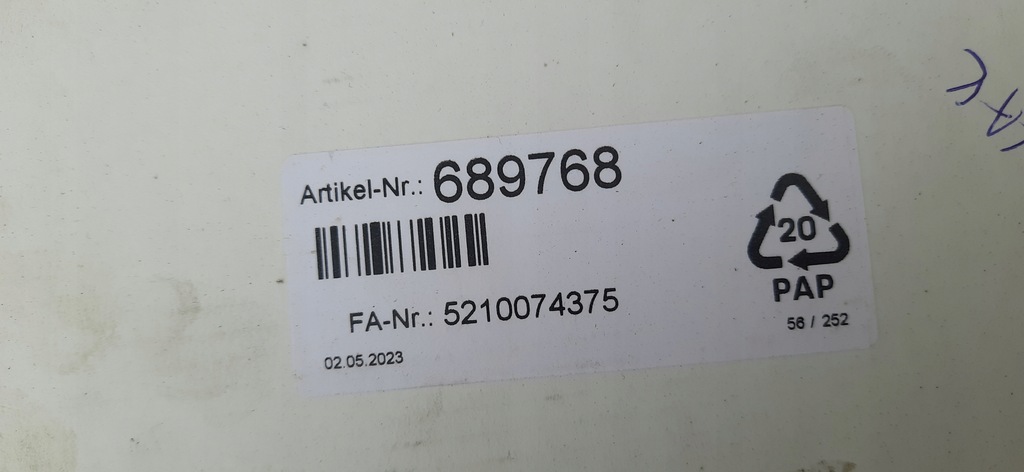 Artikel-Nr.: 689768
20
PAP
FA-Nr.: 5210074375
56 / 252
02.05.2023